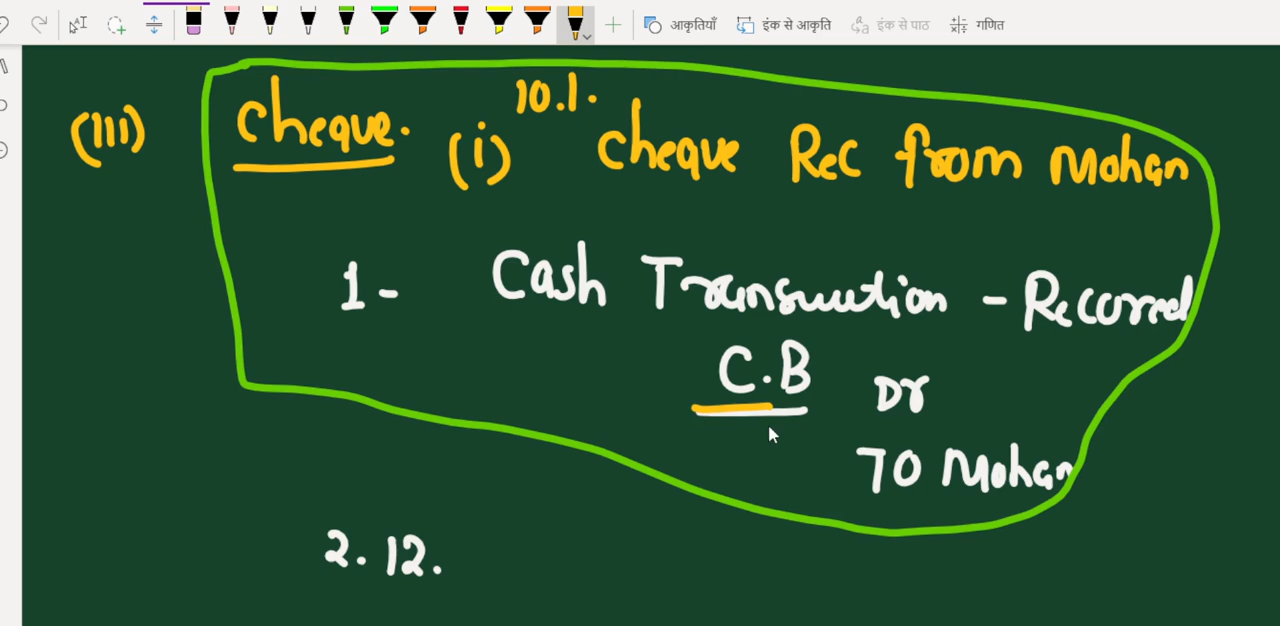 आकृतियाँ इंक से आकृति इंक से पाठ गणित
(III) Cheque. (i) 10.1. Cheque Rec from Mohan
1- Cash Transaction - Recorred
C.B Dr
TO Mohan
2. 12.